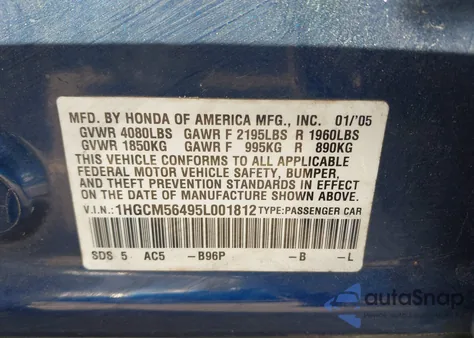 MFD. BY HONDA OF AMERICA MFG., INC. 01/'05
GVWR 4080LBS GAWR F 2195LBS R 1960LBS
GVWR 1850KG GAWR F 995KG R 890KG
THIS VEHICLE CONFORMS TO ALL APPLICABLE
FEDERAL MOTOR VEHICLE SAFETY, BUMPER,
AND THEFT PREVENTION STANDARDS IN EFFECT
ON THE DATE OF MANUFACTURE SHOWN ABOVE.
V.I.N.: 1HGCM56495L001812 TYPE: PASSENGER CAR
SDS 5 AC5 -B96P -B -L
autoSnap